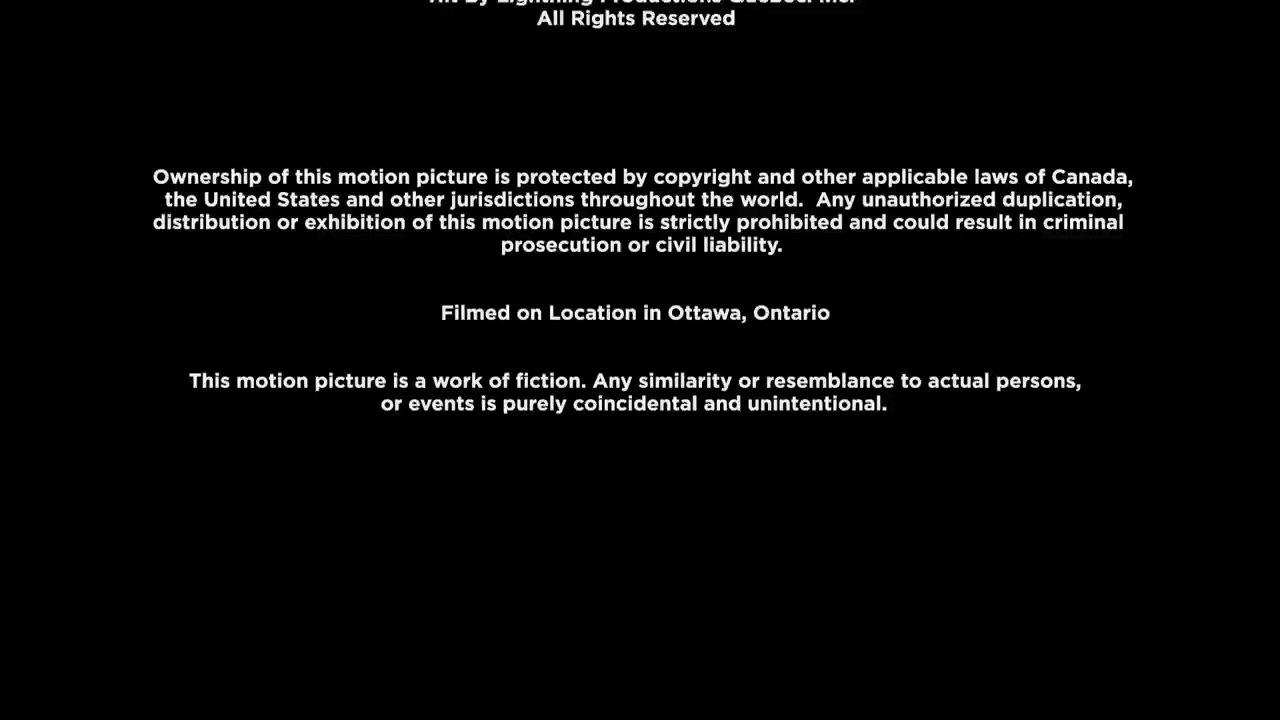 By Lightning Productions
All Rights Reserved
Ownership of this motion picture is protected by copyright and other applicable laws of Canada,
the United States and other jurisdictions throughout the world.  Any unauthorized duplication,
distribution or exhibition of this motion picture is strictly prohibited and could result in criminal
prosecution or civil liability.
Filmed on Location in Ottawa, Ontario
This motion picture is a work of fiction. Any similarity or resemblance to actual persons,
or events is purely coincidental and unintentional.